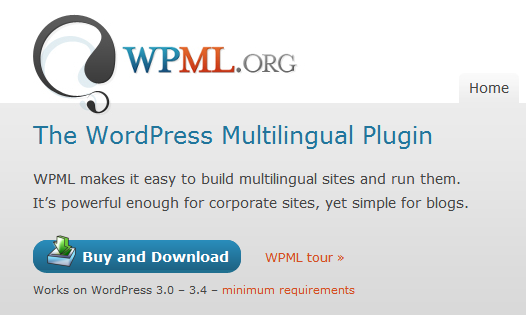 WPML.ORG
Home
The WordPress Multilingual Plugin
WPML makes it easy to build multilingual sites and run them.
It's powerful enough for corporate sites, yet simple for blogs.
Buy and Download
WPML tour »
Works on WordPress 3.0 – 3.4 – minimum requirements